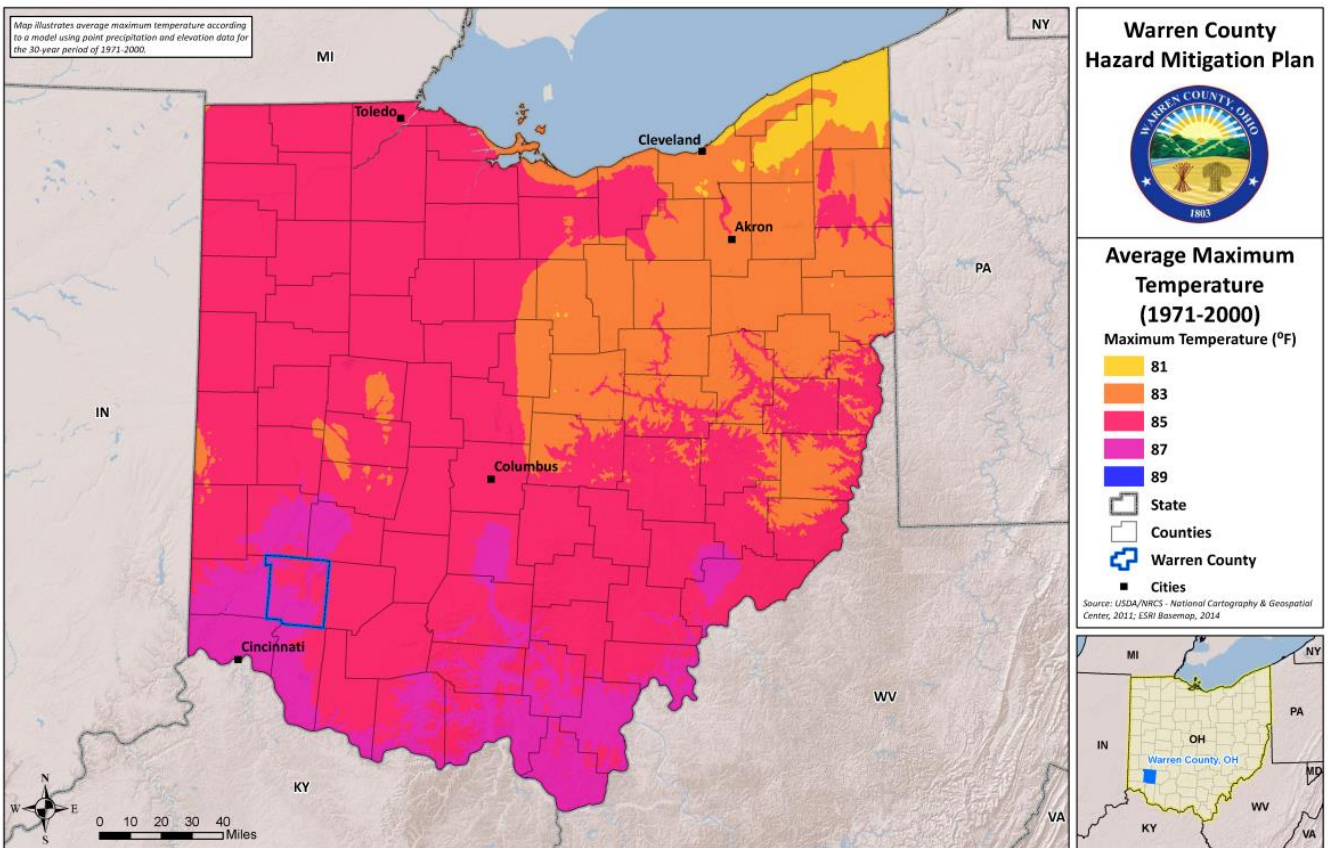 Map illustrates average maximum temperature according
to a model using point precipitation and elevation data for
the 30-year period of 1971-2000.
MI
NY
Toledo
Cleveland
Akron
PA
IN
Columbus
Cincinnati
WV
KY
VA
N
W E
S
0 10 20 30 40
Miles
Warren County
Hazard Mitigation Plan
WARREN COUNTY, OHIO
1803
Average Maximum
Temperature
(1971-2000)
Maximum Temperature (⁰F)
81
83
85
87
89
State
Counties
Warren County
Cities
Source: USDA/NRCS - National Cartography & Geospatial
Center, 2011; ESRI Basemap, 2014
MI
NY
PA
IN
OH
Warren County, OH
MD
WV
KY
VA